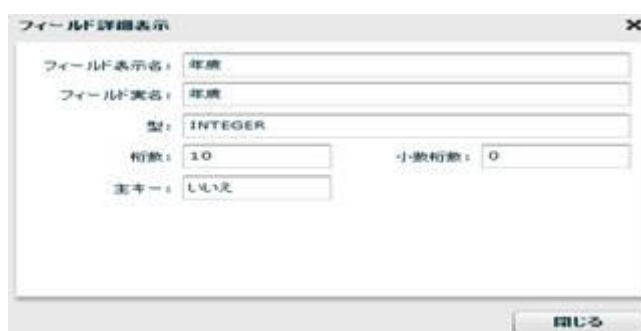 フィールド詳細表示
フィールド表示名： 年歳
フィールド実名： 年歳
型： INTEGER
桁数： 10 小数桁数： 0
主キー： いいえ
閉じる